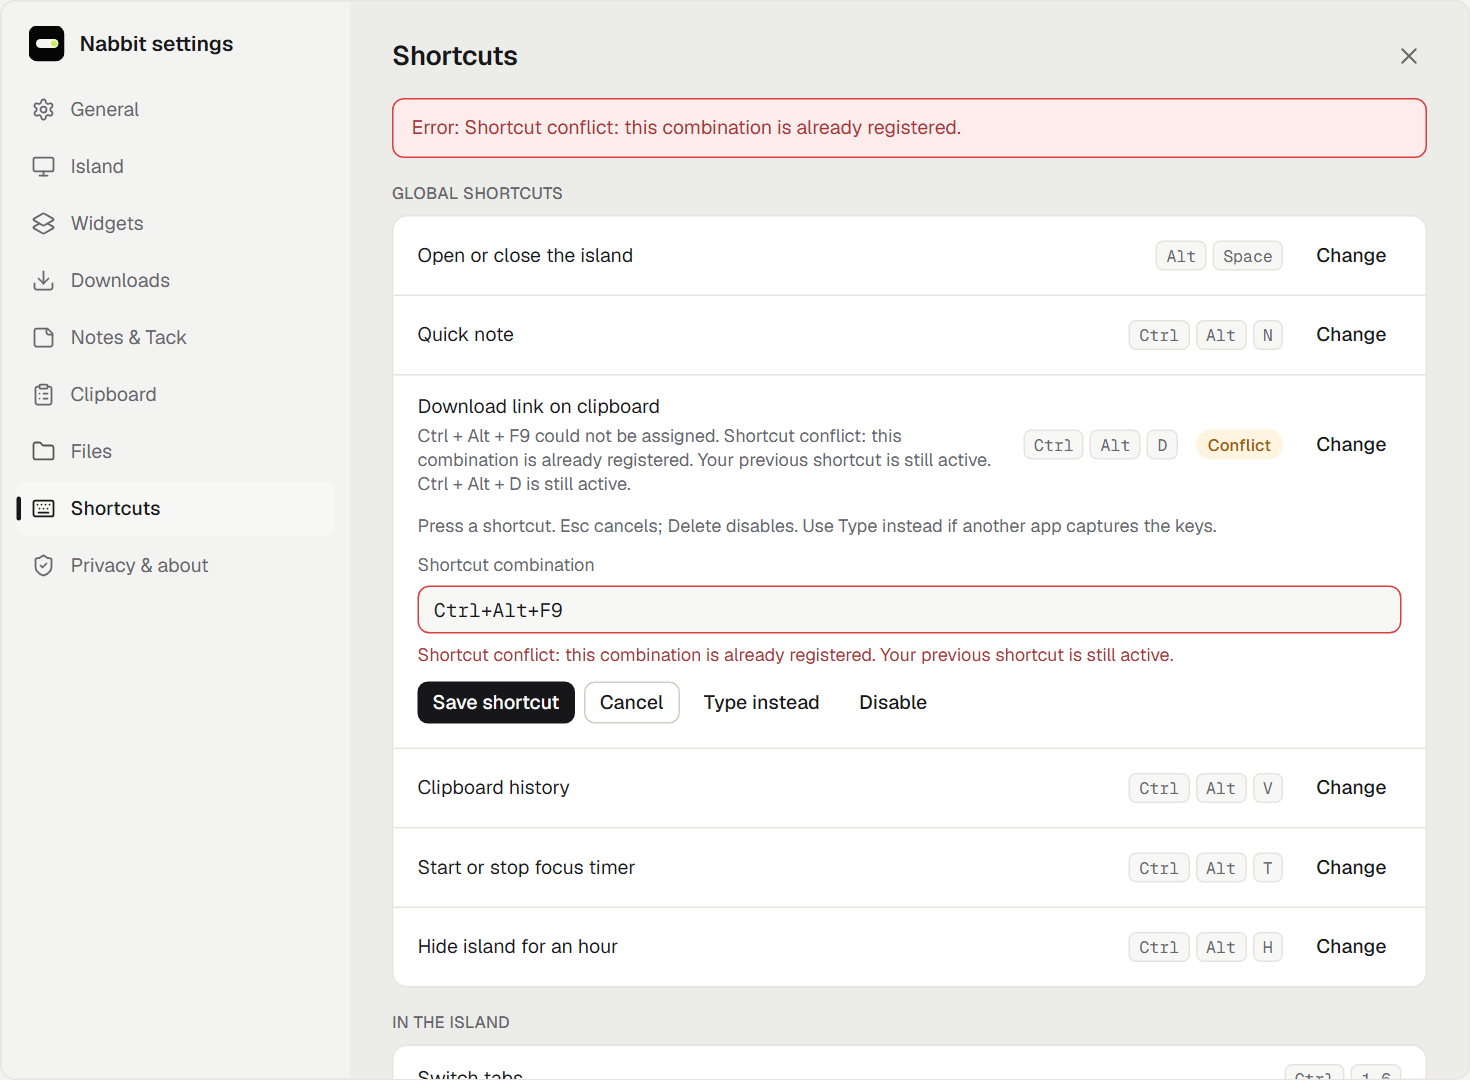 Nabbit settings
General
Island
Widgets
Downloads
Notes & Tack
Clipboard
Files
Shortcuts
Privacy & about
Shortcuts
Error: Shortcut conflict: this combination is already registered.
GLOBAL SHORTCUTS
Open or close the island Alt Space Change
Quick note Ctrl Alt N Change
Download link on clipboard
Ctrl + Alt + F9 could not be assigned. Shortcut conflict: this
combination is already registered. Your previous shortcut is still active.
Ctrl + Alt + D is still active.
Ctrl Alt D Conflict Change
Press a shortcut. Esc cancels; Delete disables. Use Type instead if another app captures the keys.
Shortcut combination
Ctrl+Alt+F9
Shortcut conflict: this combination is already registered. Your previous shortcut is still active.
Save shortcut Cancel Type instead Disable
Clipboard history Ctrl Alt V Change
Start or stop focus timer Ctrl Alt T Change
Hide island for an hour Ctrl Alt H Change
IN THE ISLAND
Switch tabs Ctrl 1–6